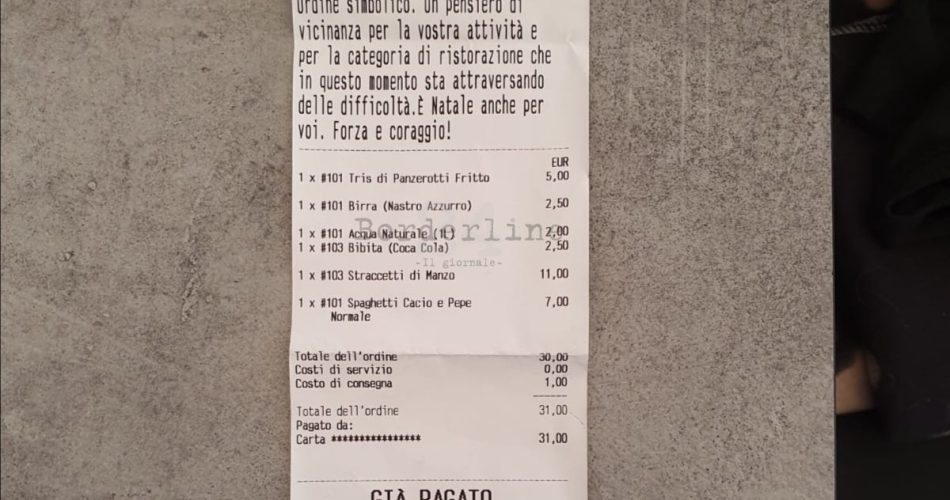 Ordine simbolico. Un pensiero di
vicinanza per la vostra attività e
per la categoria di ristorazione che
in questo momento sta attraversando
delle difficoltà.È Natale anche per
voi. Forza e coraggio!
EUR
1 x #101 Tris di Panzerotti Fritto 5,00
1 x #101 Birra (Nastro Azzurro) 2,50
1 x #101 Acqua Naturale (1L) 2,00
1 x #103 Bibita (Coca Cola) 2,50
Borderline
-Il giornale-
1 x #103 Straccetti di Manzo 11,00
1 x #101 Spaghetti Cacio e Pepe 7,00
Normale
Totale dell'ordine 30,00
Costi di servizio 0,00
Costo di consegna 1,00
Totale dell'ordine 31,00
Pagato da:
Carta **************** 31,00
GIÀ PAGATO